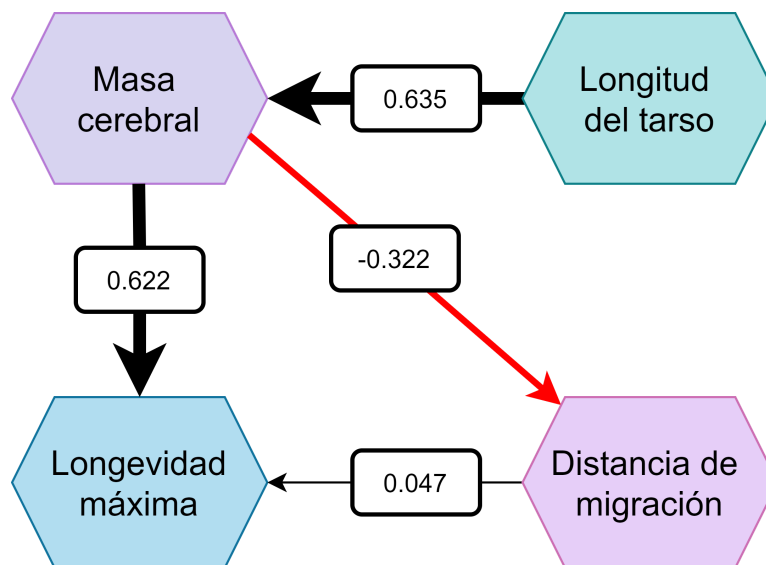 Masa
cerebral
0.635
Longitud
del tarso
0.622
-0.322
Longevidad
máxima
0.047
Distancia de
migración